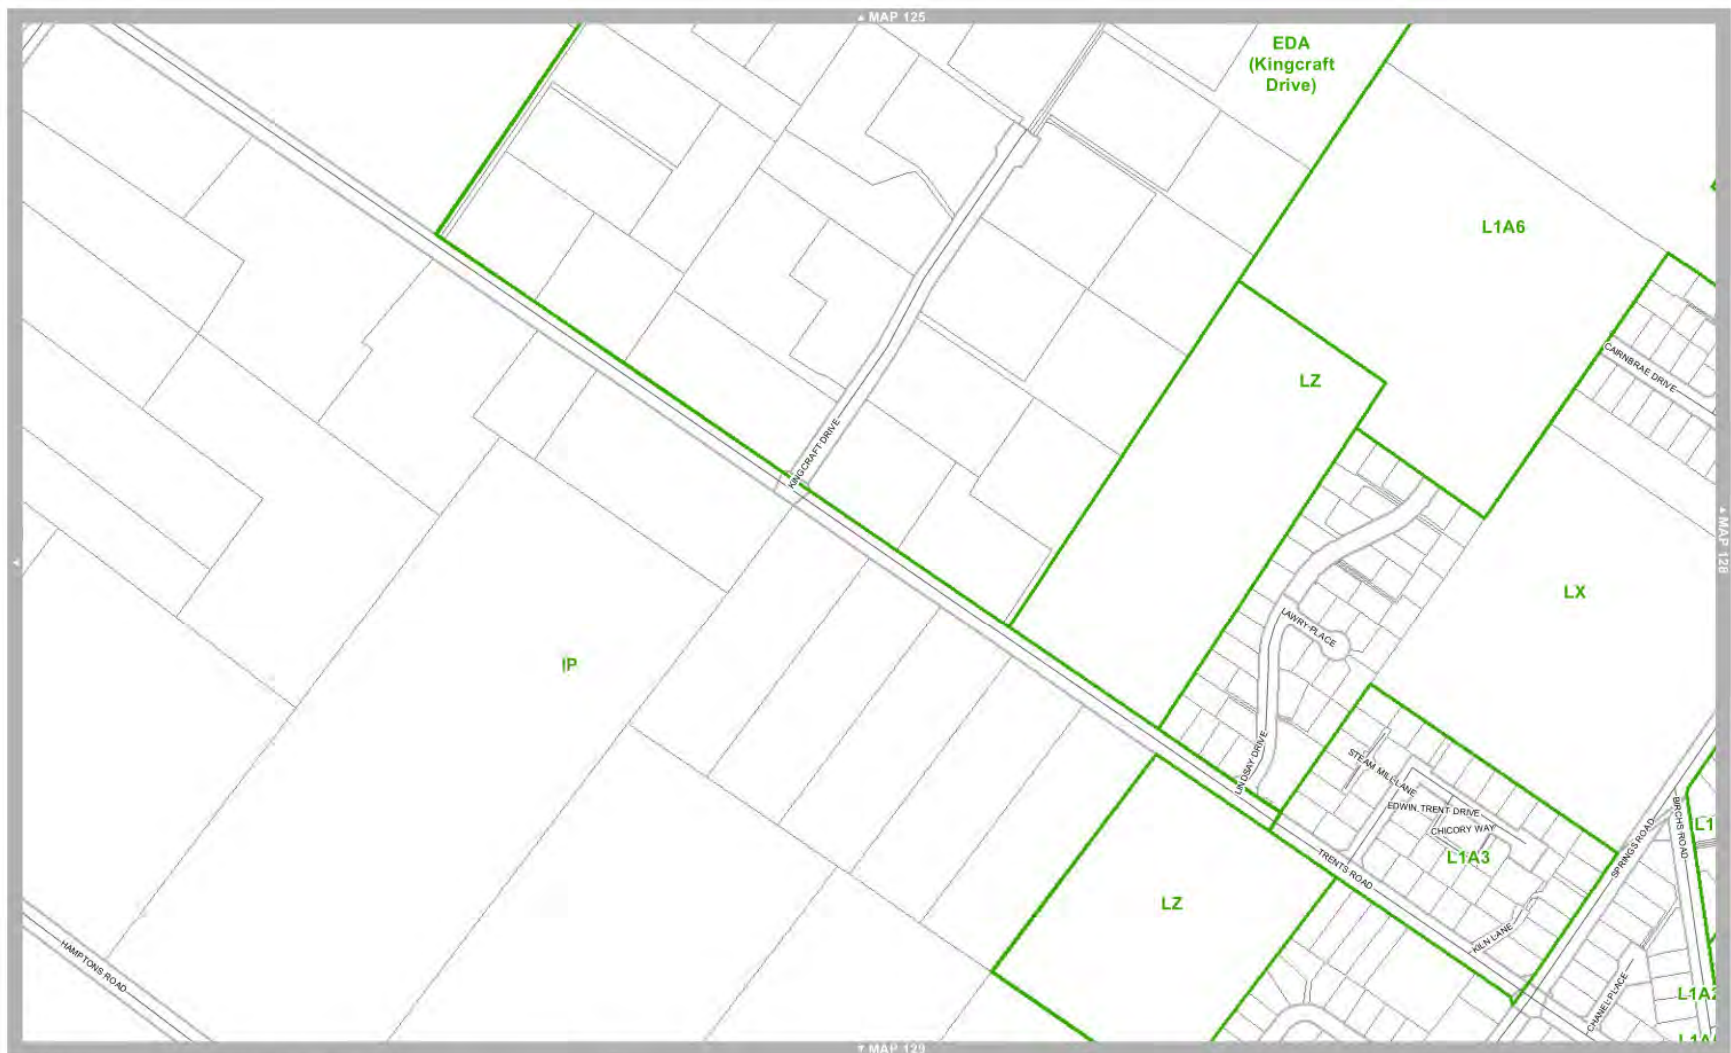 ▲ MAP 125
EDA
(Kingcraft
Drive)
L1A6
CAIRNBRAE DRIVE
LZ
KINGCRAFT DRIVE
▲ MAP 128
LX
LAWRY PLACE
IP
LINDSAY DRIVE
STEAM MILL LANE
EDWIN TRENT DRIVE
CHICORY WAY
L1A3
TRENTS ROAD
SPRINGS ROAD
BIRCHS ROAD
L1
LZ
KILN LANE
HAMPTONS ROAD
CHANEL PLACE
L1A2
▼ MAP 129